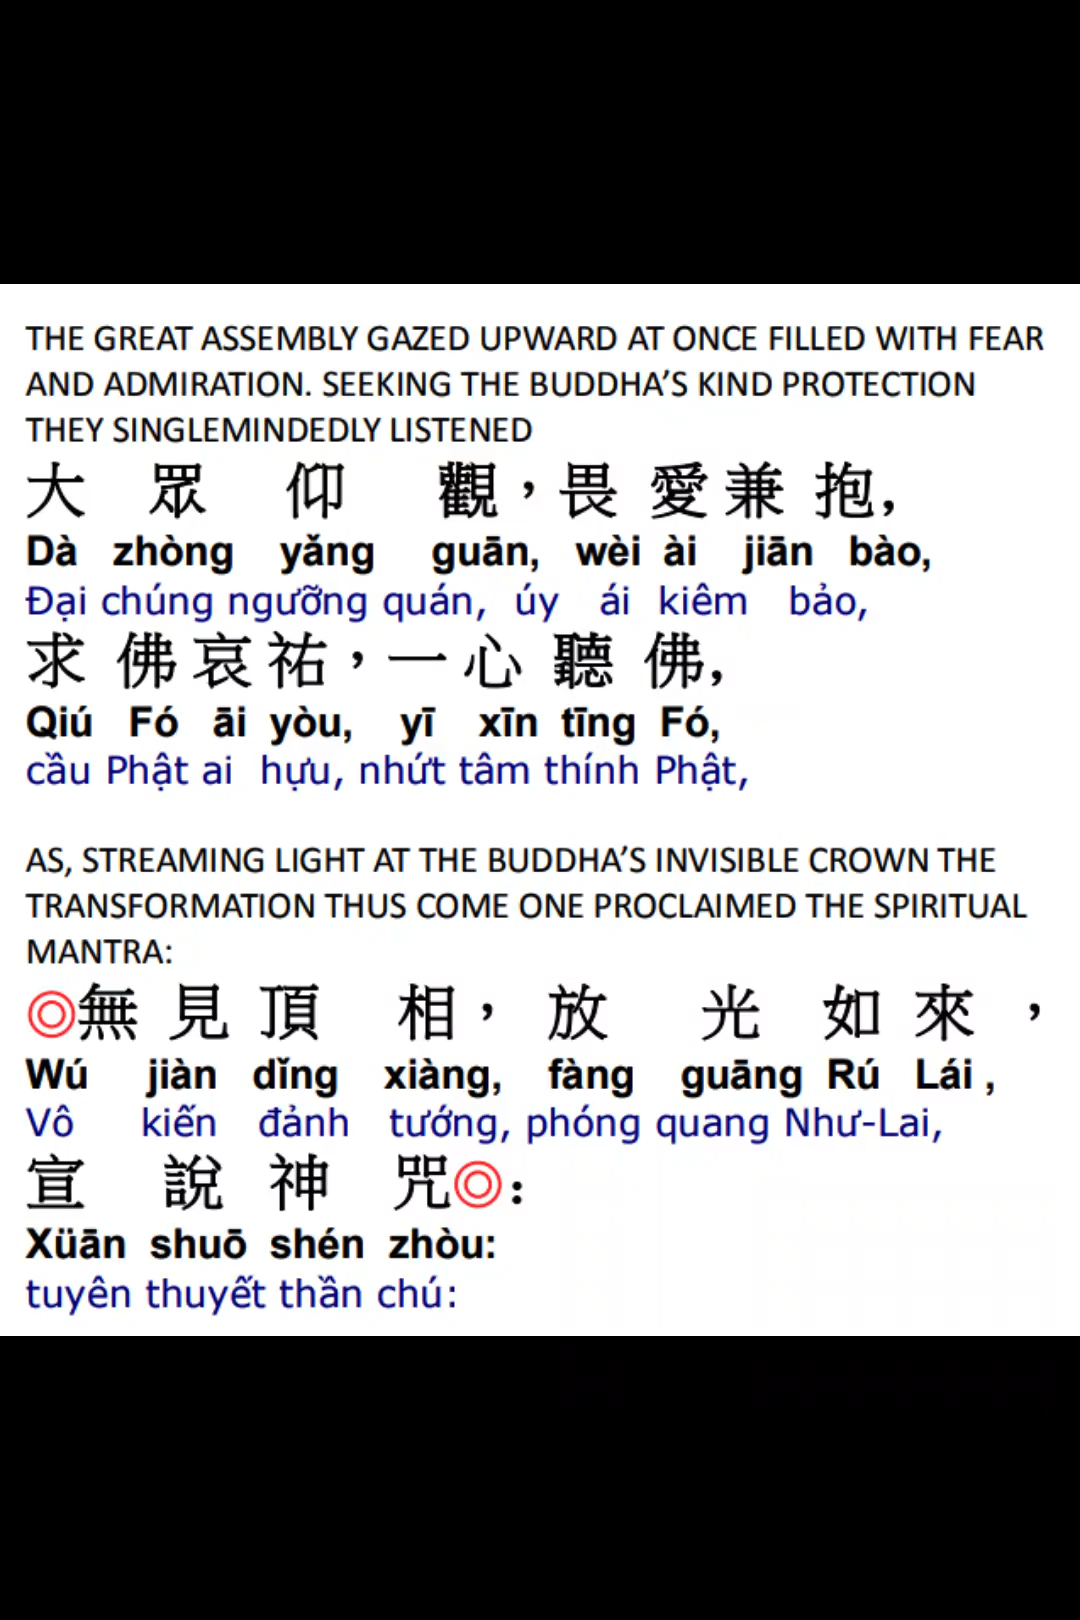 THE GREAT ASSEMBLY GAZED UPWARD AT ONCE FILLED WITH FEAR
AND ADMIRATION. SEEKING THE BUDDHA’S KIND PROTECTION
THEY SINGLEMINDEDLY LISTENED
大 眾 仰 觀，畏 愛 兼 抱，
Dà zhòng yǎng guān, wèi ài jiān bào,
Đại chúng ngưỡng quán, úy ái kiêm bảo,
求 佛 哀 祐，一 心 聽 佛，
Qiú Fó āi yòu, yī xīn tīng Fó,
cầu Phật ai hựu, nhứt tâm thính Phật,
AS, STREAMING LIGHT AT THE BUDDHA’S INVISIBLE CROWN THE
TRANSFORMATION THUS COME ONE PROCLAIMED THE SPIRITUAL
MANTRA:
◎無 見 頂 相，放 光 如 來 ，
Wú jiàn dǐng xiàng, fàng guāng Rú Lái ,
Vô kiến đảnh tướng, phóng quang Như-Lai,
宣 說 神 咒◎：
Xüān shuō shén zhòu:
tuyên thuyết thần chú: